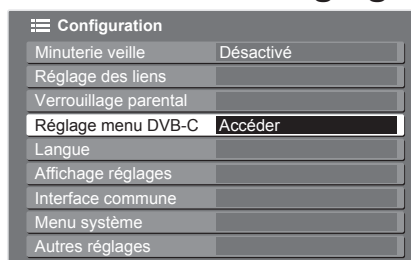 Configuration
Minuterie veille Désactivé
Réglage des liens
Verrouillage parental
Réglage menu DVB-C Accéder
Langue
Affichage réglages
Interface commune
Menu système
Autres réglages